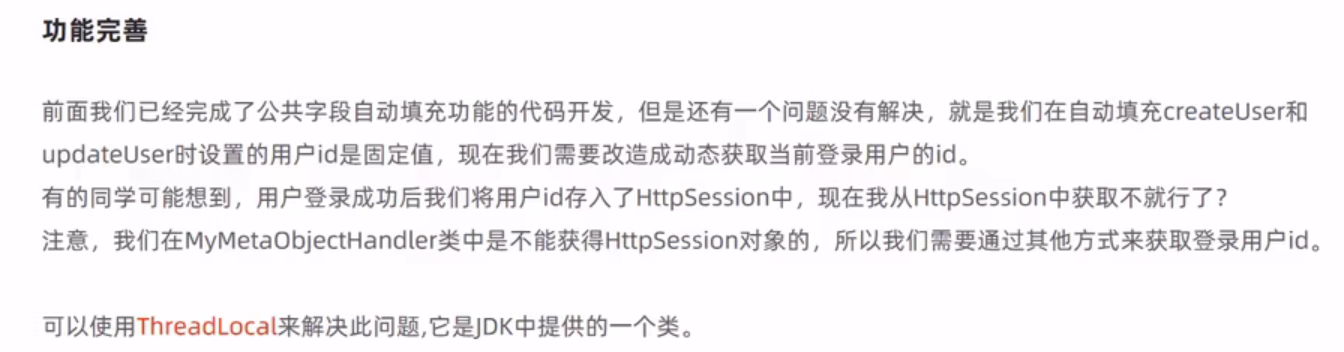 功能完善
前面我们已经完成了公共字段自动填充功能的代码开发，但是还有一个问题没有解决，就是我们在自动填充createUser和
updateUser时设置的用户id是固定值，现在我们需要改造成动态获取当前登录用户的id。
有的同学可能想到，用户登录成功后我们将用户id存入了HttpSession中，现在我从HttpSession中获取不就行了？
注意，我们在MyMetaObjectHandler类中是不能获得HttpSession对象的，所以我们需要通过其他方式来获取登录用户id。
可以使用ThreadLocal来解决此问题,它是JDK中提供的一个类。